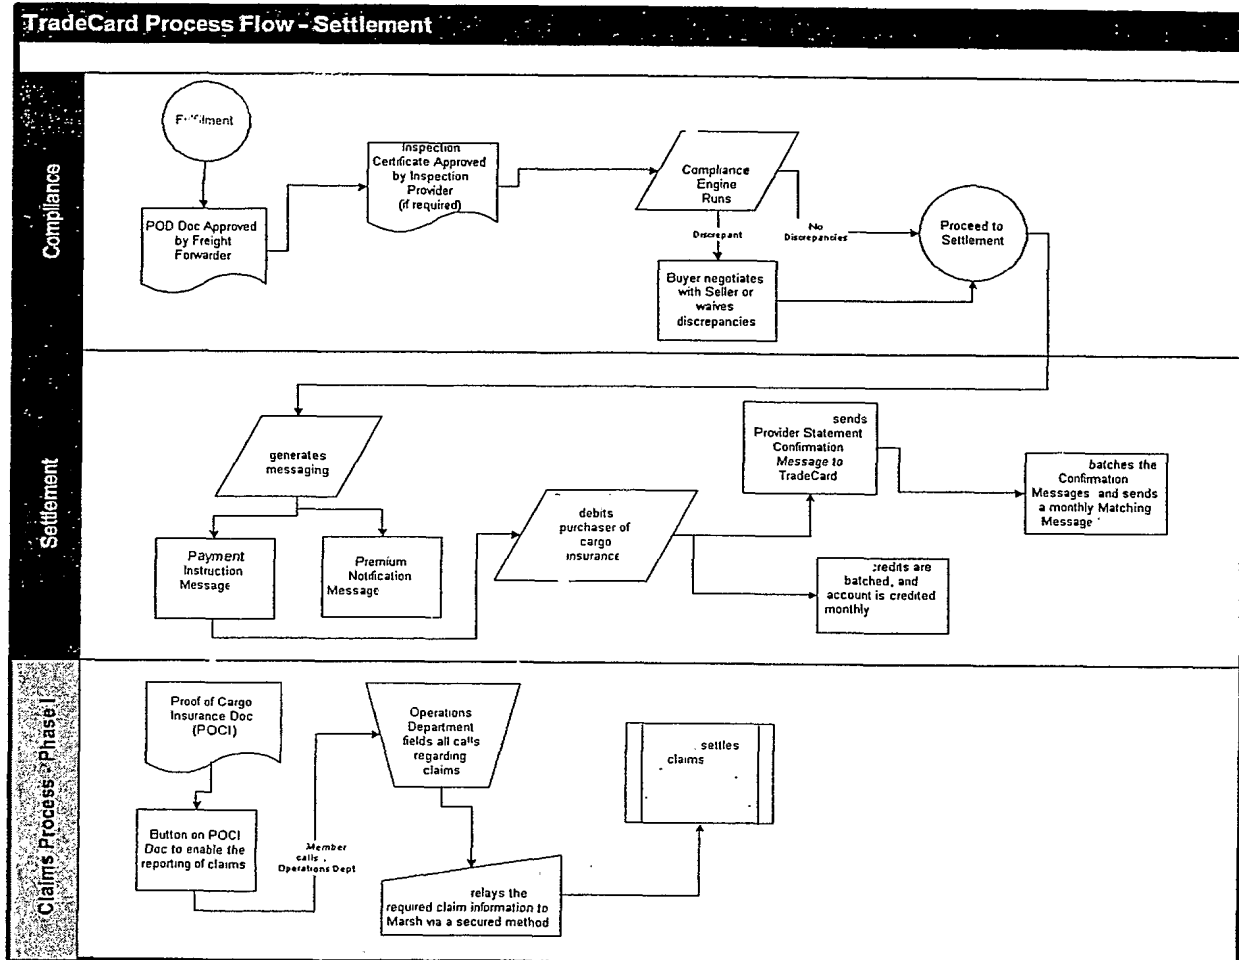 TradeCard Process Flow - Settlement
Compliance
Fulfilment
POD Doc Approved
by Freight
Forwarder
Inspection
Certificate Approved
by Inspection
Provider
(if required)
Compliance
Engine
Runs
Discrepant
No
Discrepancies
Buyer negotiates
with Seller or
waives
discrepancies
Proceed to
Settlement
Settlement
generates
messaging
Payment
Instruction
Message
Premium
Notification
Message
debits
purchaser of
cargo
insurance
sends
Provider Statement
Confirmation
Message to
TradeCard
batches the
Confirmation
Messages and sends
a monthly Matching
Message
credits are
batched, and
account is credited
monthly
Claims Process - Phase I
Proof of Cargo
Insurance Doc
(POCI)
Button on POCI
Doc to enable the
reporting of claims
Member
calls
Operations Dept
Operations
Department
fields all calls
regarding
claims
relays the
required claim information to
Marsh via a secured method
settles
claims